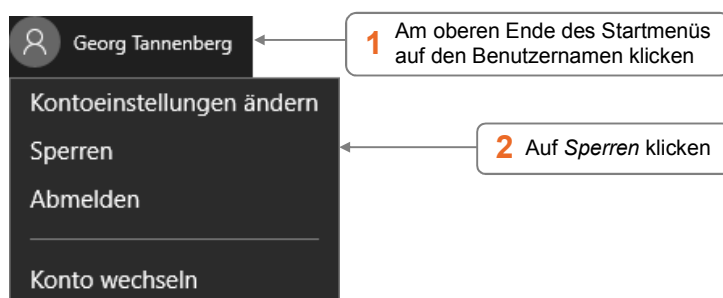 Georg Tannenberg
1 Am oberen Ende des Startmenüs
auf den Benutzernamen klicken
Kontoeinstellungen ändern
Sperren
2 Auf Sperren klicken
Abmelden
Konto wechseln